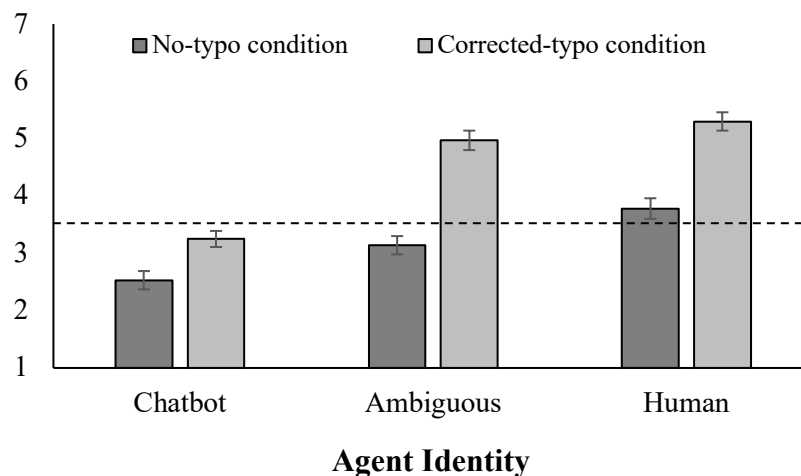 7
No-typo condition Corrected-typo condition
6
5
4
3
2
1
Chatbot Ambiguous Human
Agent Identity